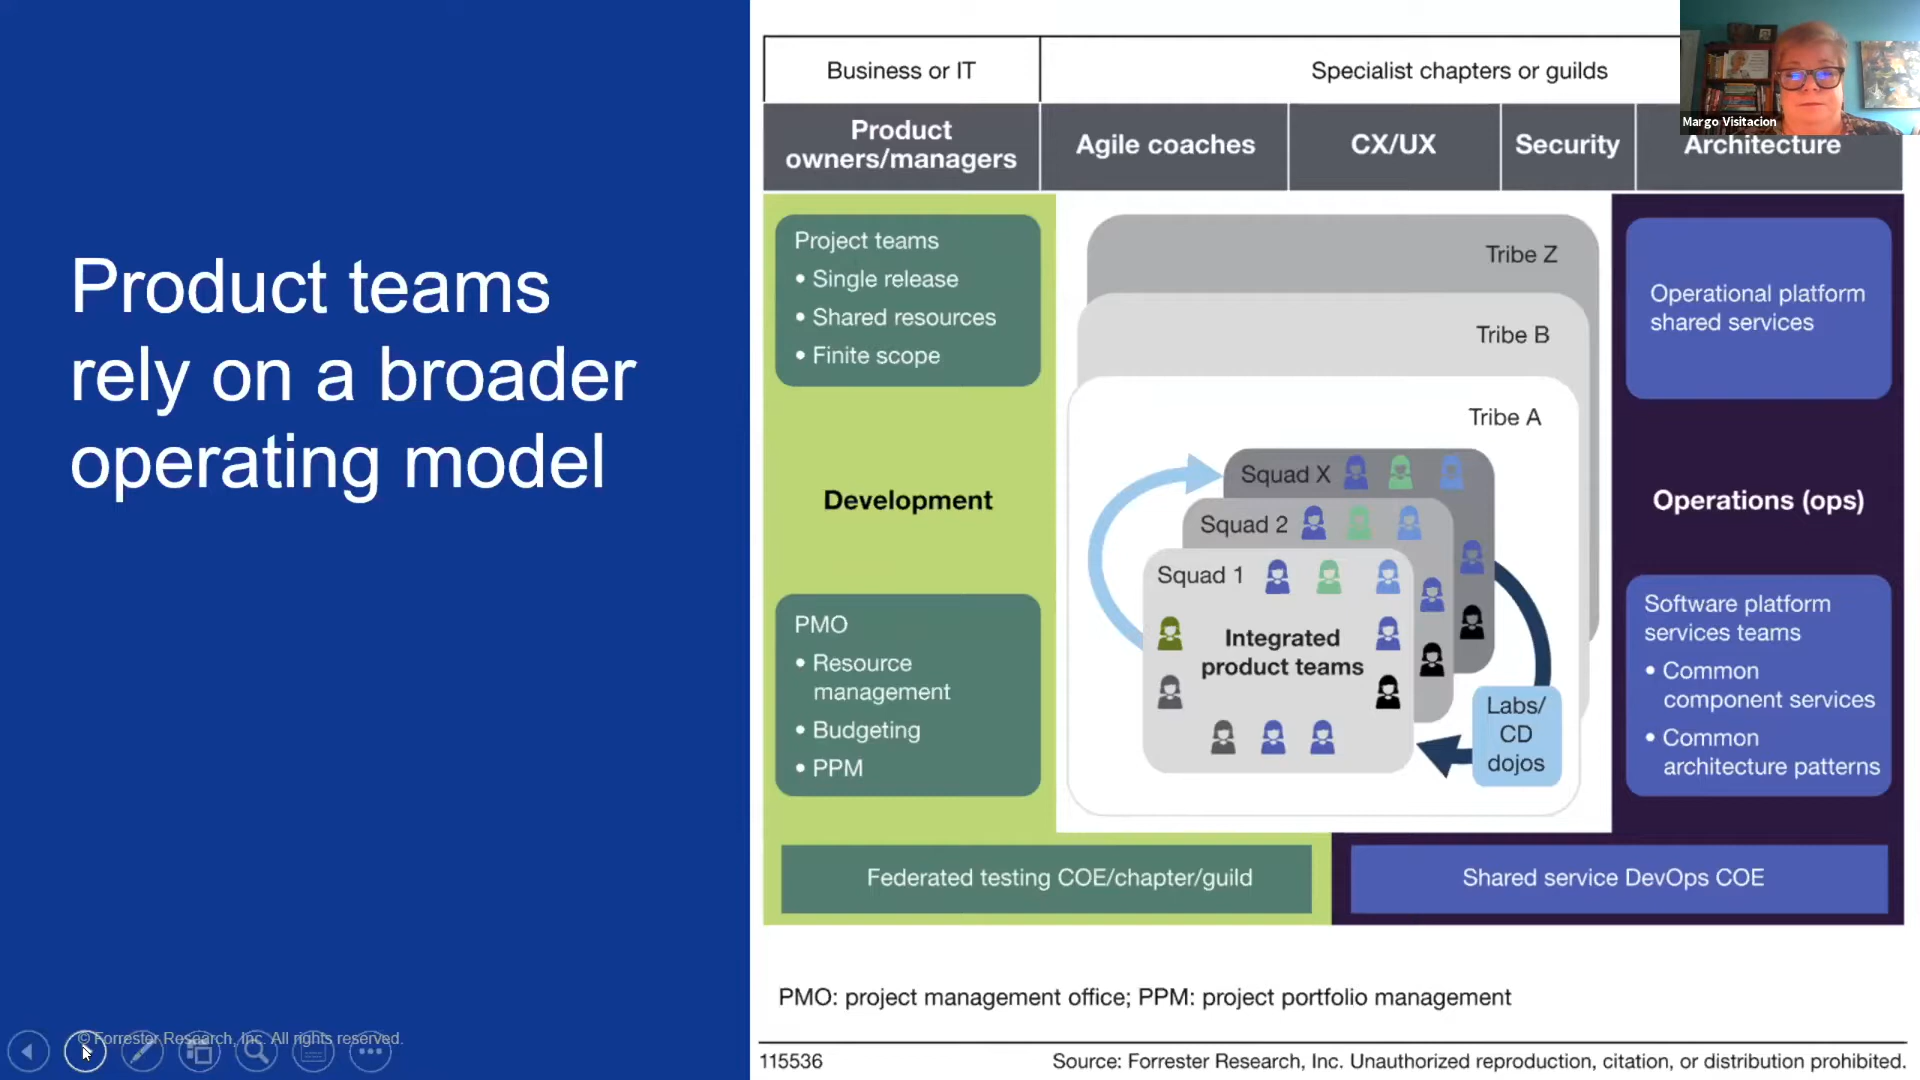 Product teams
rely on a broader
operating model
© Forrester Research, Inc. All rights reserved.
Business or IT
Specialist chapters or guilds
Margo Visitacion
Product
owners/managers
Agile coaches
CX/UX
Security
Architecture
Project teams
• Single release
• Shared resources
• Finite scope
Development
PMO
• Resource
management
• Budgeting
• PPM
Tribe Z
Tribe B
Tribe A
Squad X
Squad 2
Squad 1
Integrated
product teams
Labs/
CD
dojos
Operational platform
shared services
Operations (ops)
Software platform
services teams
• Common
component services
• Common
architecture patterns
Federated testing COE/chapter/guild
Shared service DevOps COE
PMO: project management office; PPM: project portfolio management
115536
Source: Forrester Research, Inc. Unauthorized reproduction, citation, or distribution prohibited.